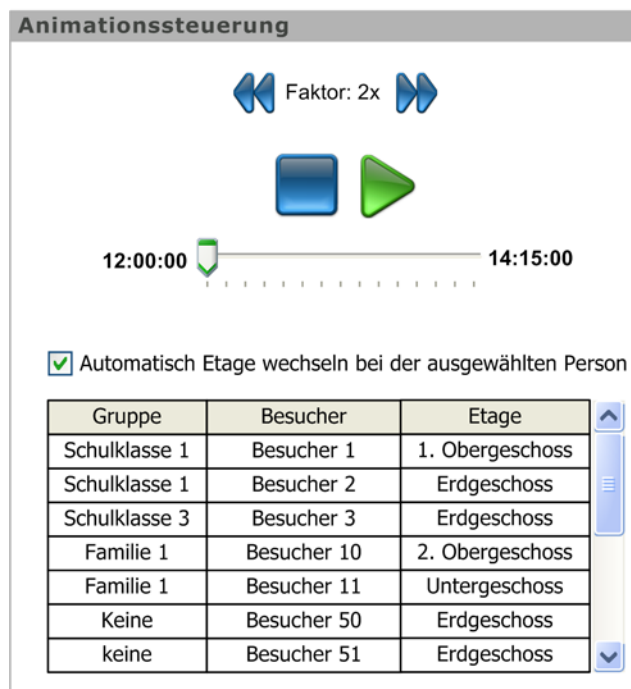 Animationssteuerung
Faktor: 2x
12:00:00 14:15:00
Automatisch Etage wechseln bei der ausgewählten Person
Gruppe Besucher Etage
Schulklasse 1 Besucher 1 1. Obergeschoss
Schulklasse 1 Besucher 2 Erdgeschoss
Schulklasse 3 Besucher 3 Erdgeschoss
Familie 1 Besucher 10 2. Obergeschoss
Familie 1 Besucher 11 Untergeschoss
Keine Besucher 50 Erdgeschoss
keine Besucher 51 Erdgeschoss